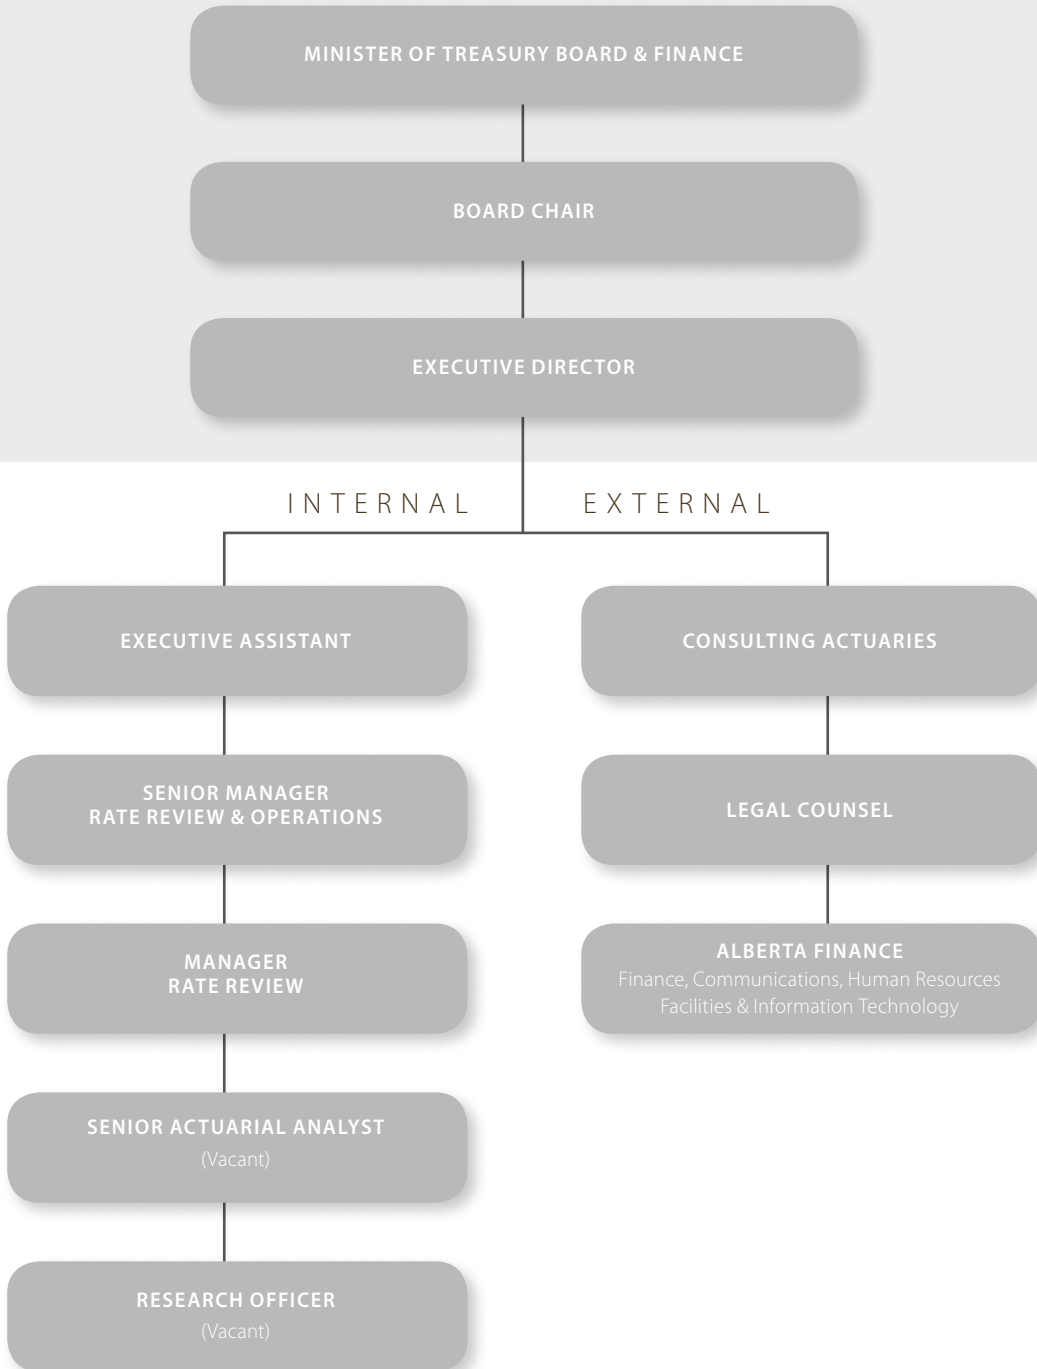 MINISTER OF TREASURY BOARD & FINANCE
BOARD CHAIR
EXECUTIVE DIRECTOR
INTERNAL
EXTERNAL
EXECUTIVE ASSISTANT
SENIOR MANAGER
RATE REVIEW & OPERATIONS
MANAGER
RATE REVIEW
SENIOR ACTUARIAL ANALYST
(Vacant)
RESEARCH OFFICER
(Vacant)
CONSULTING ACTUARIES
LEGAL COUNSEL
ALBERTA FINANCE
Finance, Communications, Human Resources
Facilities & Information Technology